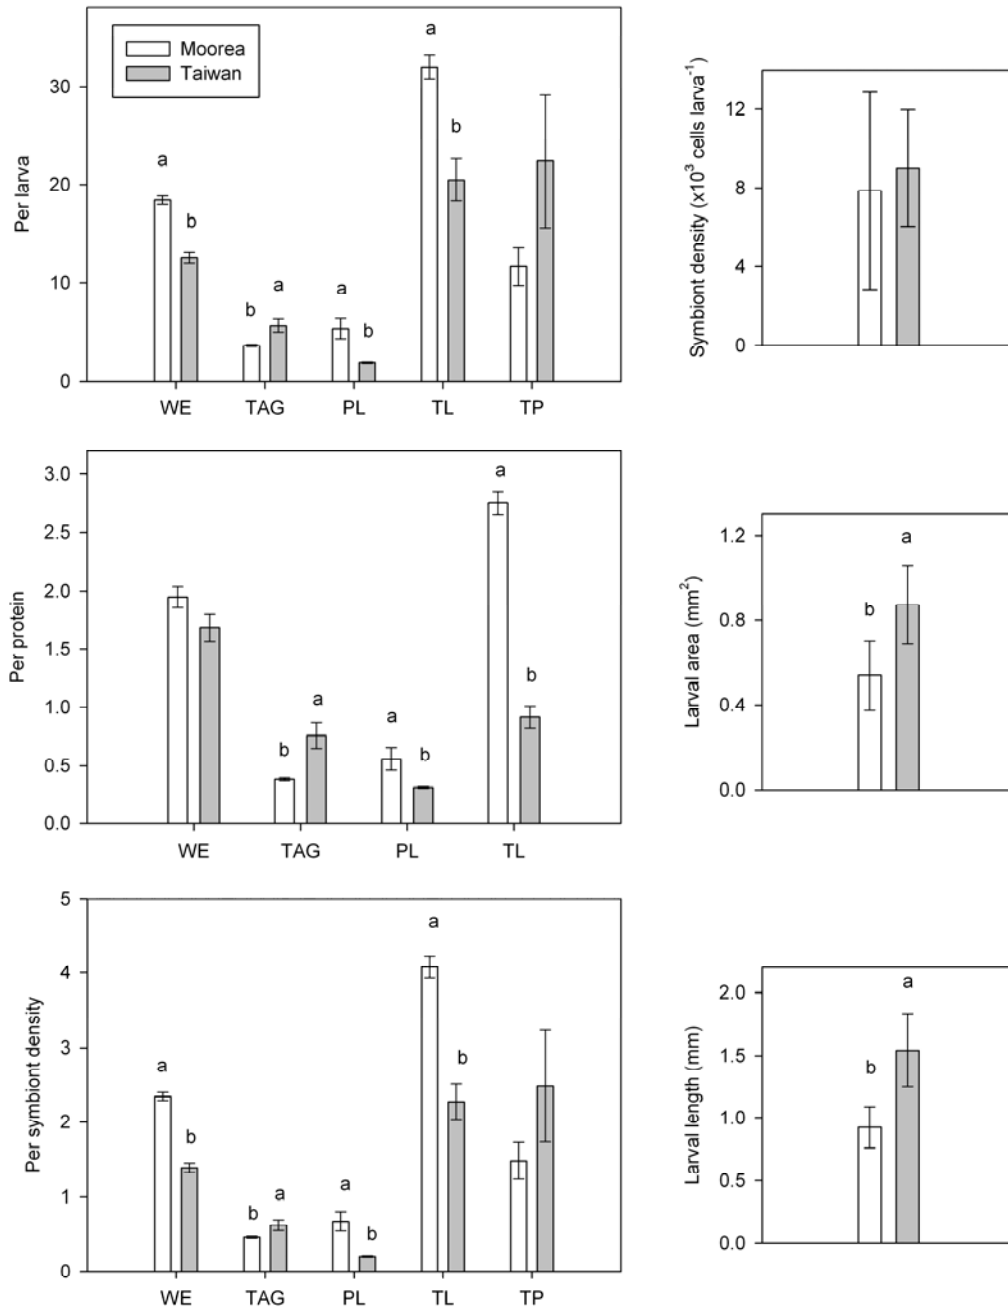 Moorea
Taiwan
Per larva
30
20
10
0
a
b
b
a
a
b
a
b
WE TAG PL TL TP
Symbiont density (x10³ cells larva⁻¹)
12
8
4
0
Per protein
3.0
2.5
2.0
1.5
1.0
0.5
0.0
b
a
a
b
a
b
WE TAG PL TL
Larval area (mm²)
1.2
0.8
0.4
0.0
b
a
Per symbiont density
5
4
3
2
1
0
a
b
b
a
a
b
a
b
WE TAG PL TL TP
Larval length (mm)
2.0
1.5
1.0
0.5
0.0
b
a